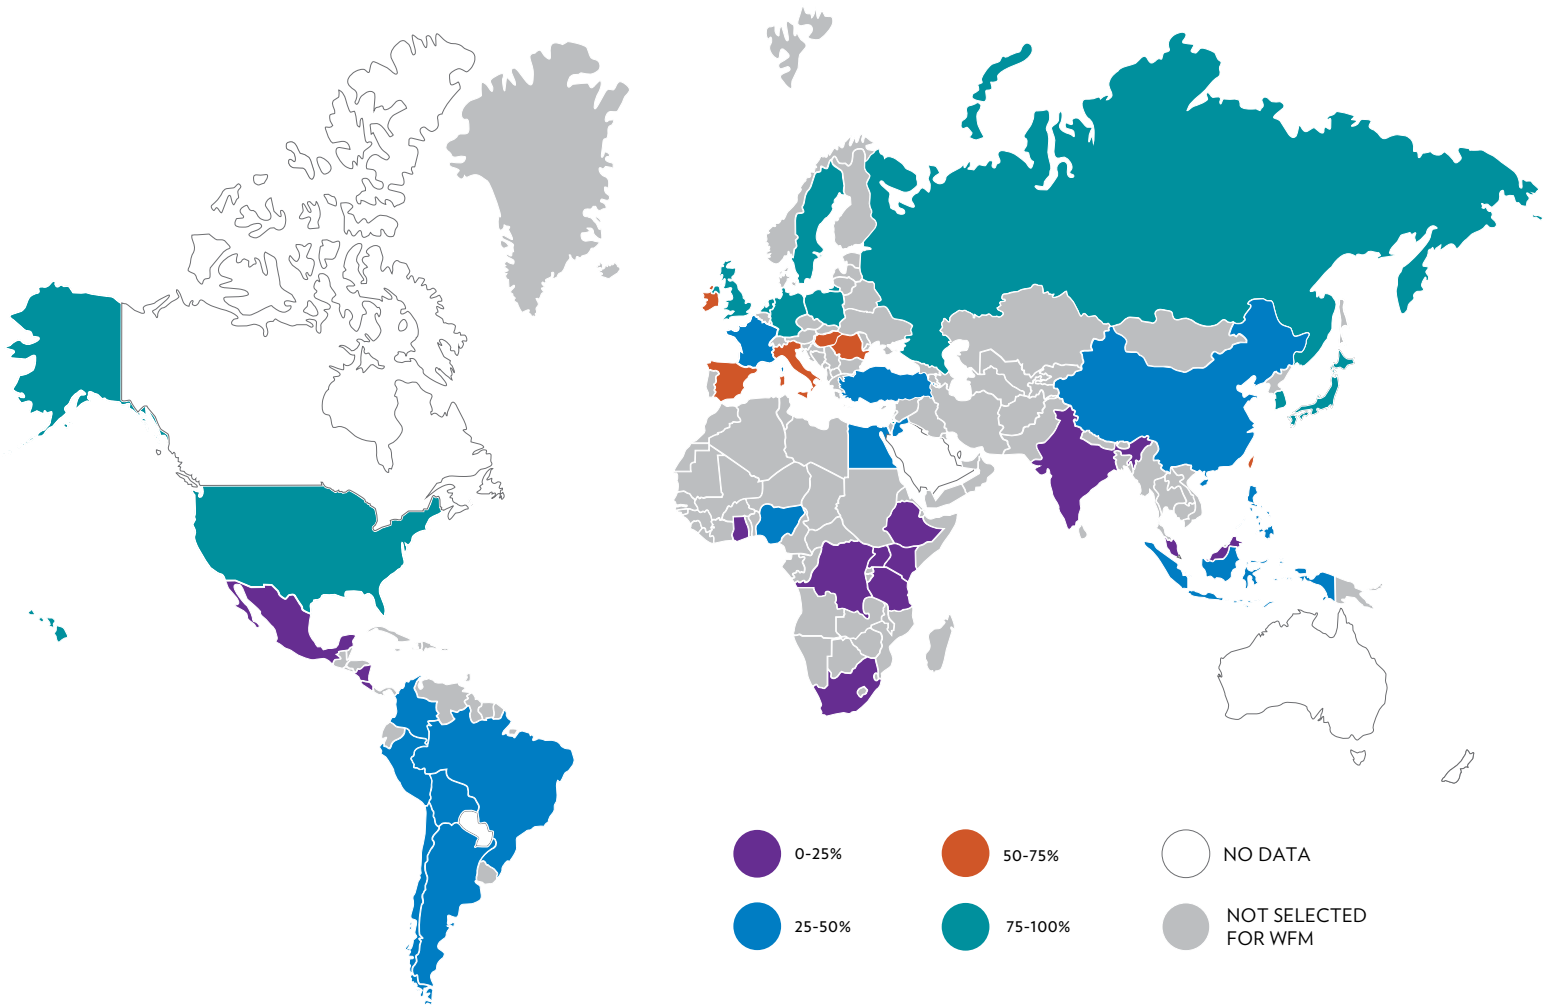 0-25%
50-75%
NO DATA
25-50%
75-100%
NOT SELECTED
FOR WFM